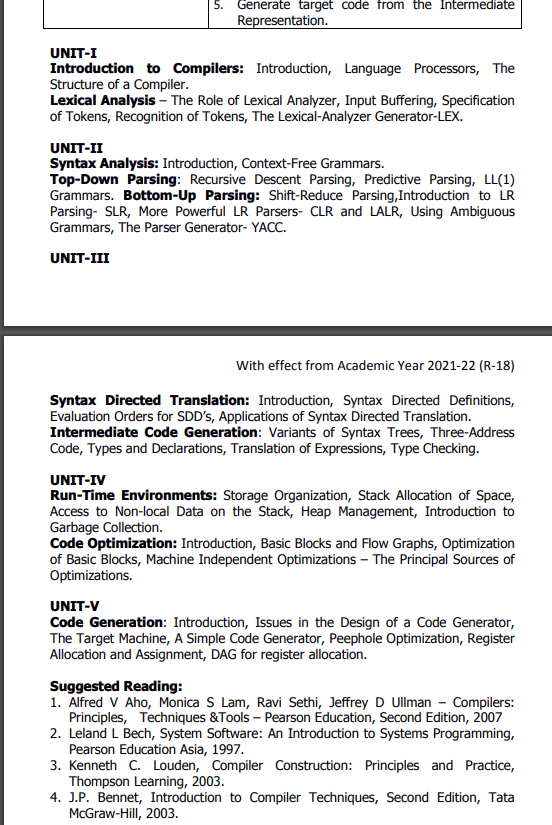 5. Generate target code from the Intermediate
Representation.
UNIT-I
Introduction to Compilers: Introduction, Language Processors, The
Structure of a Compiler.
Lexical Analysis – The Role of Lexical Analyzer, Input Buffering, Specification
of Tokens, Recognition of Tokens, The Lexical-Analyzer Generator-LEX.
UNIT-II
Syntax Analysis: Introduction, Context-Free Grammars.
Top-Down Parsing: Recursive Descent Parsing, Predictive Parsing, LL(1)
Grammars. Bottom-Up Parsing: Shift-Reduce Parsing,Introduction to LR
Parsing- SLR, More Powerful LR Parsers- CLR and LALR, Using Ambiguous
Grammars, The Parser Generator- YACC.
UNIT-III
With effect from Academic Year 2021-22 (R-18)
Syntax Directed Translation: Introduction, Syntax Directed Definitions,
Evaluation Orders for SDD's, Applications of Syntax Directed Translation.
Intermediate Code Generation: Variants of Syntax Trees, Three-Address
Code, Types and Declarations, Translation of Expressions, Type Checking.
UNIT-IV
Run-Time Environments: Storage Organization, Stack Allocation of Space,
Access to Non-local Data on the Stack, Heap Management, Introduction to
Garbage Collection.
Code Optimization: Introduction, Basic Blocks and Flow Graphs, Optimization
of Basic Blocks, Machine Independent Optimizations – The Principal Sources of
Optimizations.
UNIT-V
Code Generation: Introduction, Issues in the Design of a Code Generator,
The Target Machine, A Simple Code Generator, Peephole Optimization, Register
Allocation and Assignment, DAG for register allocation.
Suggested Reading:
1. Alfred V Aho, Monica S Lam, Ravi Sethi, Jeffrey D Ullman – Compilers:
Principles, Techniques &Tools – Pearson Education, Second Edition, 2007
2. Leland L Bech, System Software: An Introduction to Systems Programming,
Pearson Education Asia, 1997.
3. Kenneth C. Louden, Compiler Construction: Principles and Practice,
Thompson Learning, 2003.
4. J.P. Bennet, Introduction to Compiler Techniques, Second Edition, Tata
McGraw-Hill, 2003.